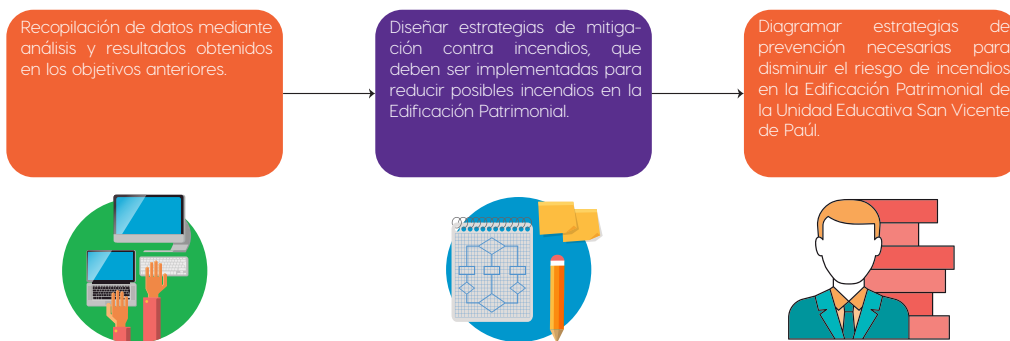 Recopilación de datos mediante
análisis y resultados obtenidos
en los objetivos anteriores.
Diseñar estrategias de mitiga-
ción contra incendios, que
deben ser implementadas para
reducir posibles incendios en la
Edificación Patrimonial.
Diagramar estrategias de
prevención necesarias para
disminuir el riesgo de incendios
en la Edificación Patrimonial de
la Unidad Educativa San Vicente
de Paúl.